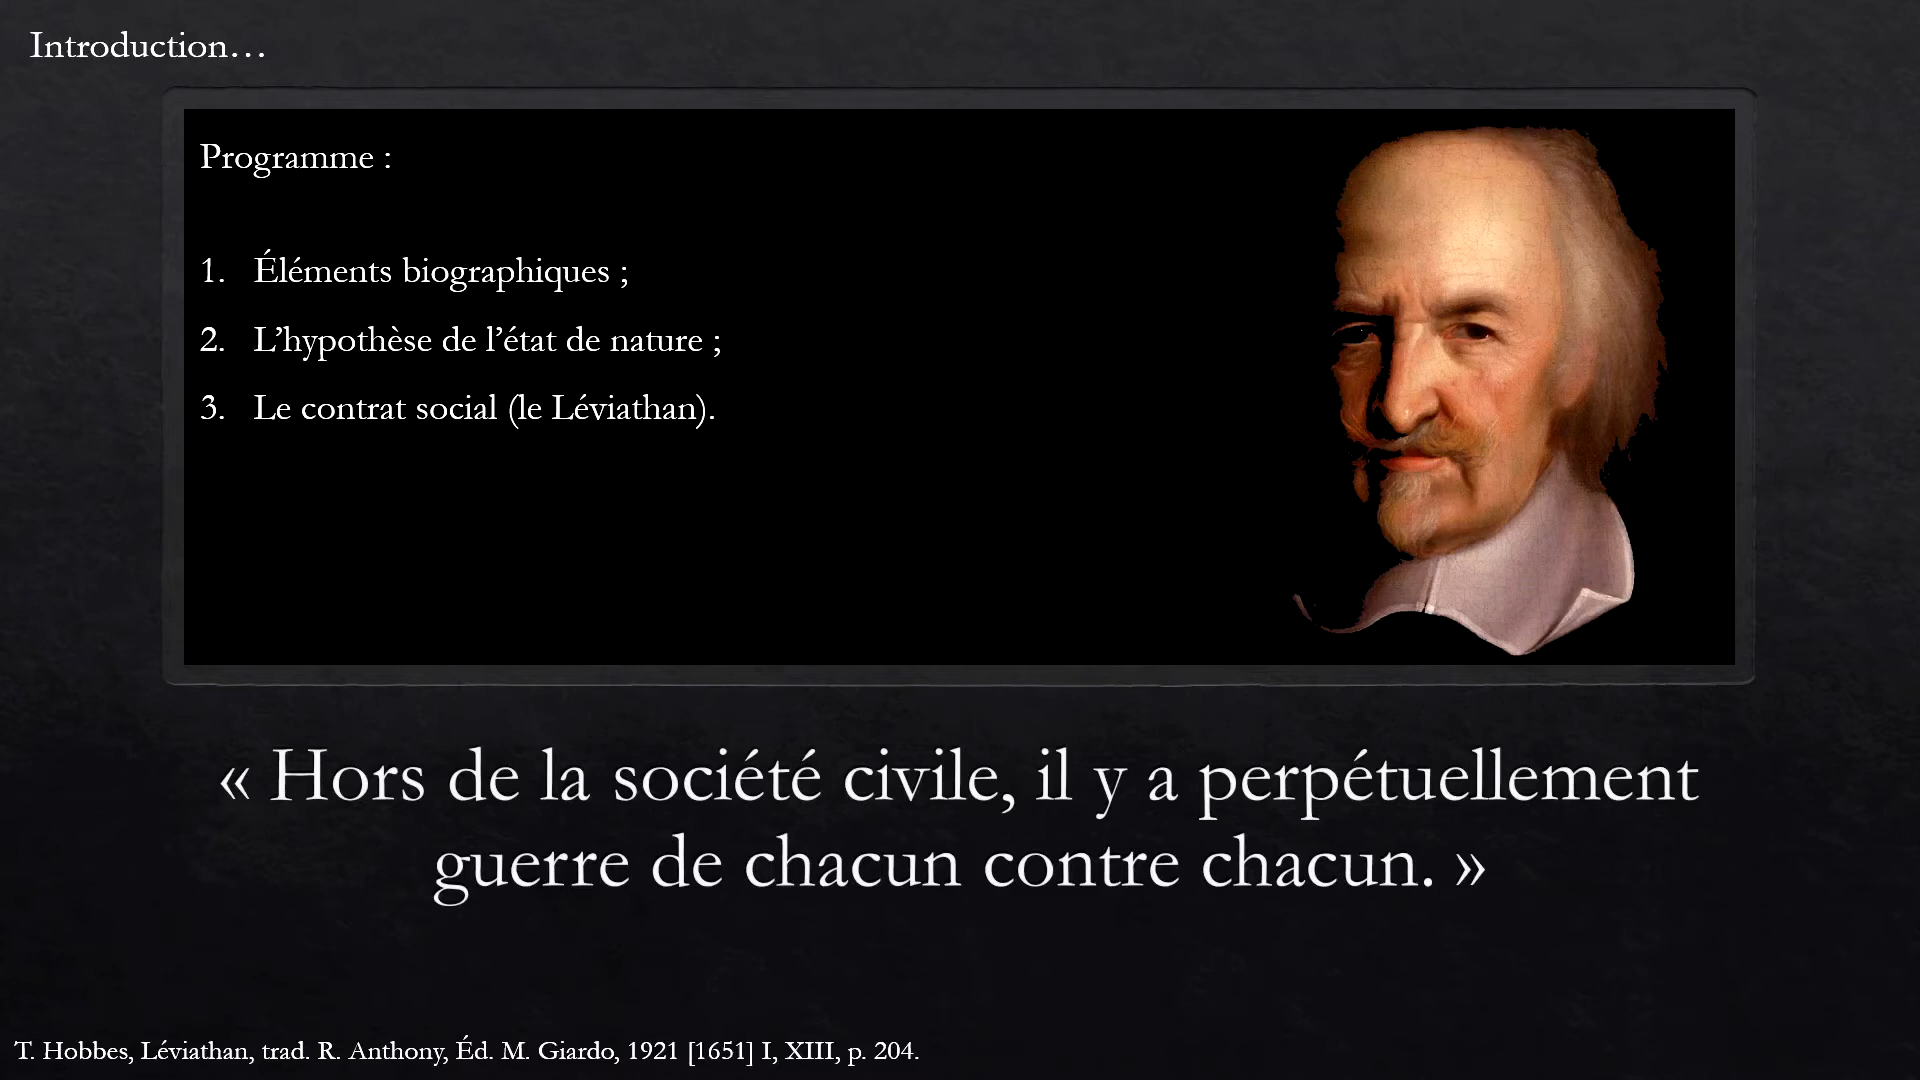 Introduction…
Programme :
1. Éléments biographiques ;
2. L’hypothèse de l’état de nature ;
3. Le contrat social (le Léviathan).
« Hors de la société civile, il y a perpétuellement
guerre de chacun contre chacun. »
T. Hobbes, Léviathan, trad. R. Anthony, Éd. M. Giardo, 1921 [1651] I, XIII, p. 204.